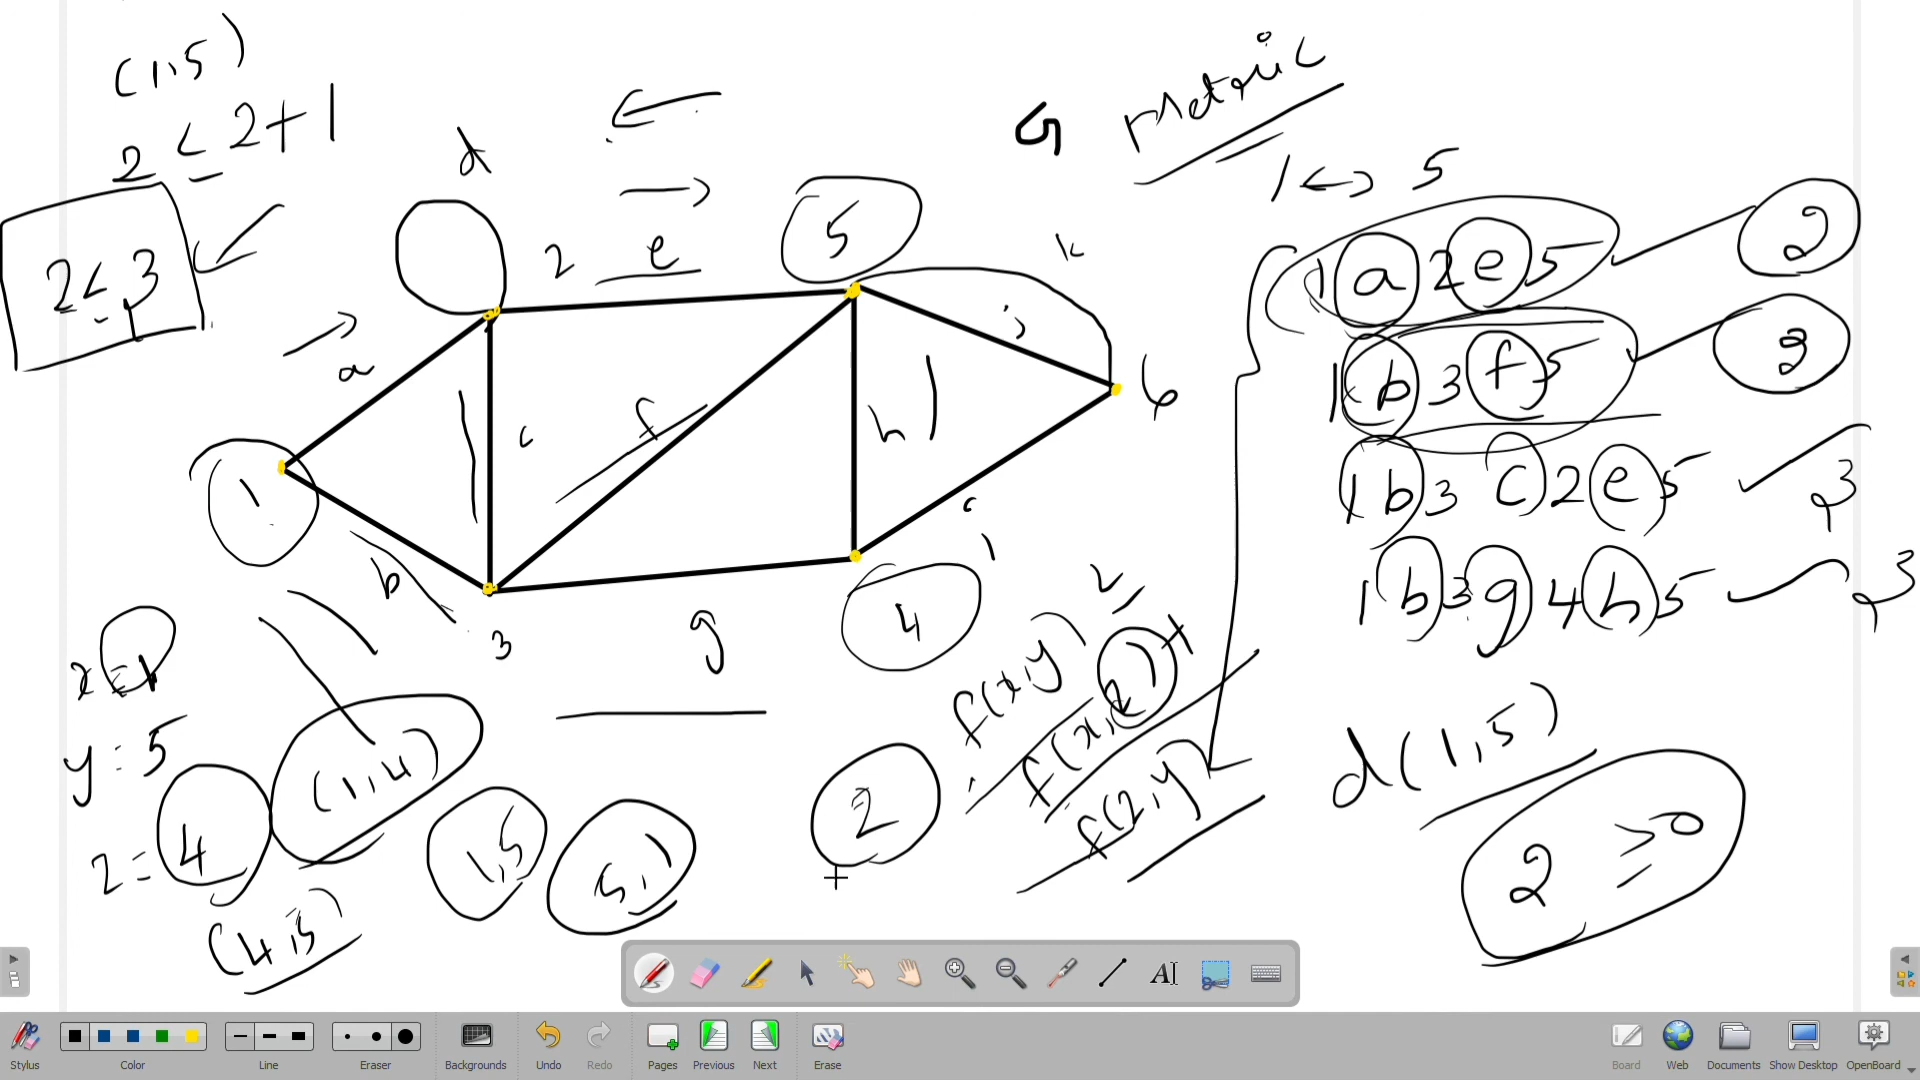 (1,5)
2 ≤ 2+1
2 ≤ 3
d
2 e
5
G
Metric
1 ↔ 5
k
j
a
c
f
h
6
1
b
3
g
4
1
1 a 2 e 5
2
1 b 3 f 5
3
1 b 3 c 2 e 5
3
1 b 3 g 4 h 5
3
y : 5
z = 4
(1,4)
(4,5)
1,5
5,1
2
f(x,y)
f(x,z) +
f(z,y)
d(1,5)
2 ≥ 0
AI
Stylus
Color
Line
Eraser
Backgrounds
Undo
Redo
Pages
Previous
Next
Erase
Board
Web
Documents
Show Desktop
OpenBoard